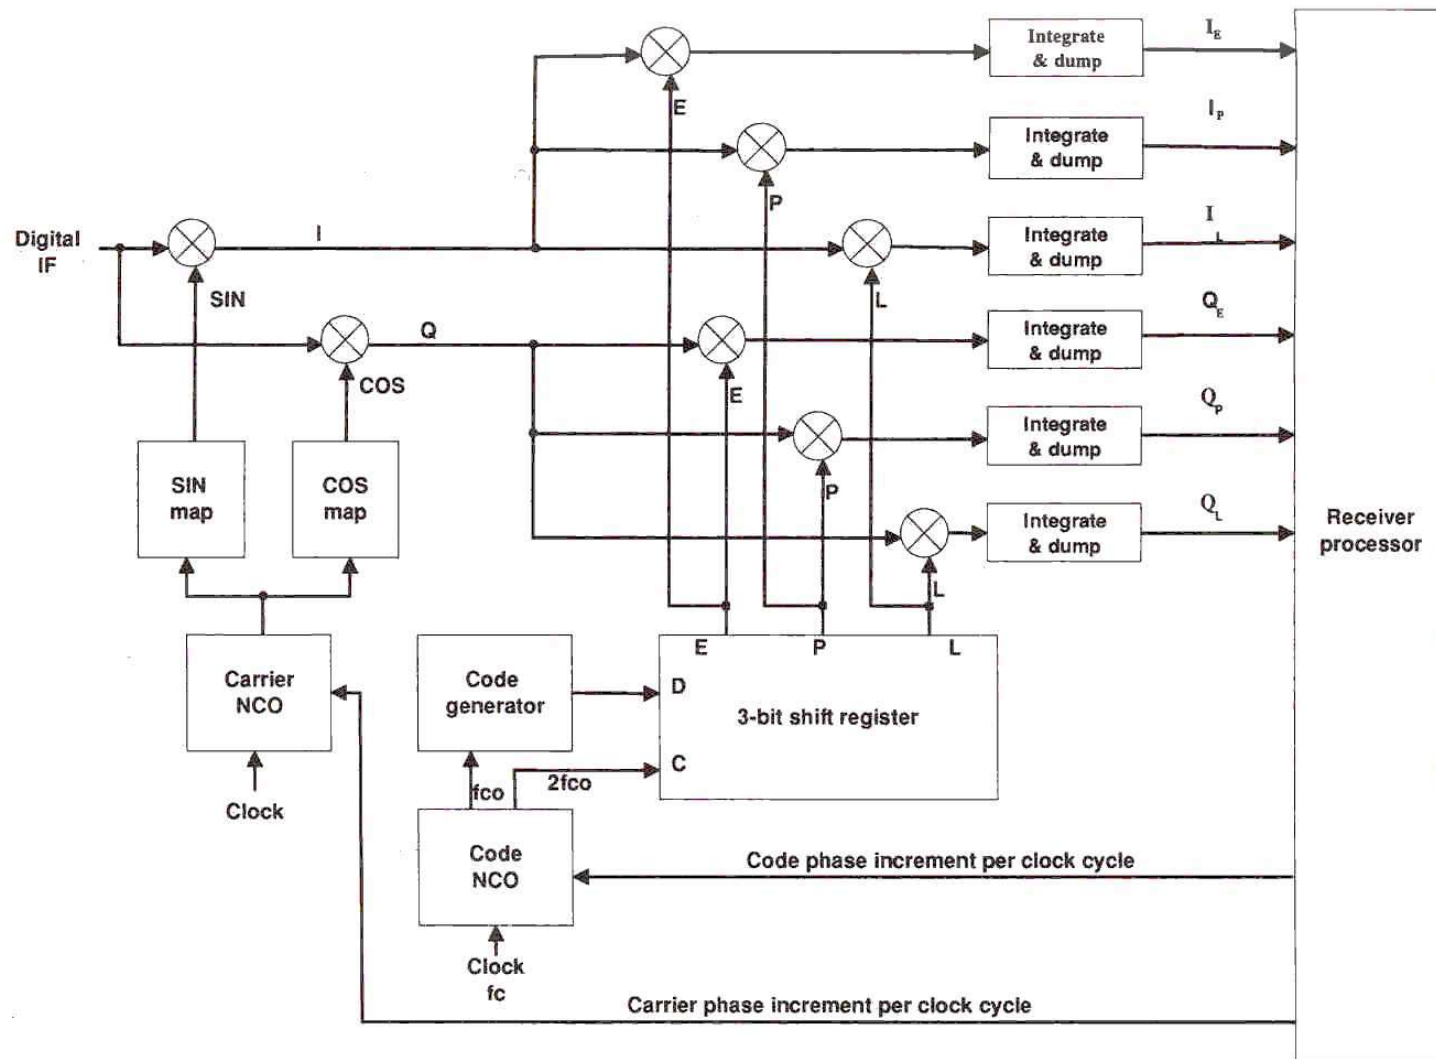 Integrate
& dump
I_E
E
Integrate
& dump
I_P
P
Digital
IF
I
Integrate
& dump
I_L
SIN
L
Q
Integrate
& dump
Q_E
COS
E
Integrate
& dump
Q_P
SIN
map
COS
map
P
Integrate
& dump
Q_L
Receiver
processor
L
Carrier
NCO
Code
generator
E
P
L
D
3-bit shift register
C
Clock
fco
2fco
Code
NCO
Code phase increment per clock cycle
Clock
fc
Carrier phase increment per clock cycle